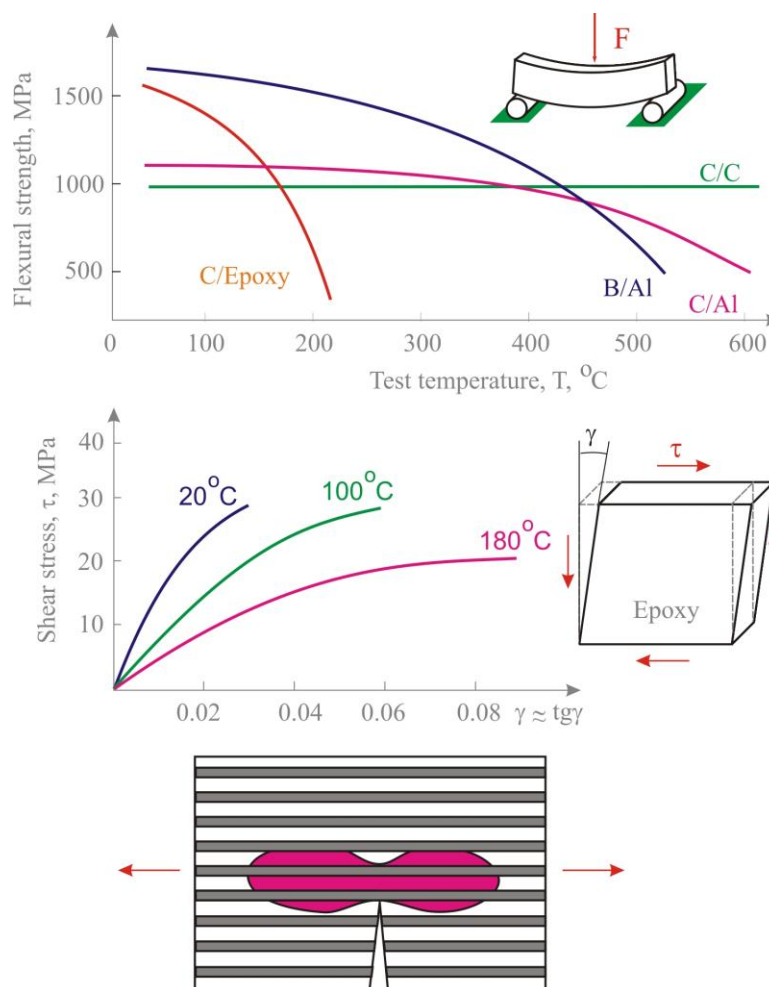 Flexural strength, MPa
1500
1000
500
0 100 200 300 400 500 600
Test temperature, T, °C
F
C/C
C/Epoxy
B/Al
C/Al
Shear stress, τ, MPa
40
30
20
10
20°C
100°C
180°C
0.02 0.04 0.06 0.08 γ ≈ tgγ
γ
τ
Epoxy